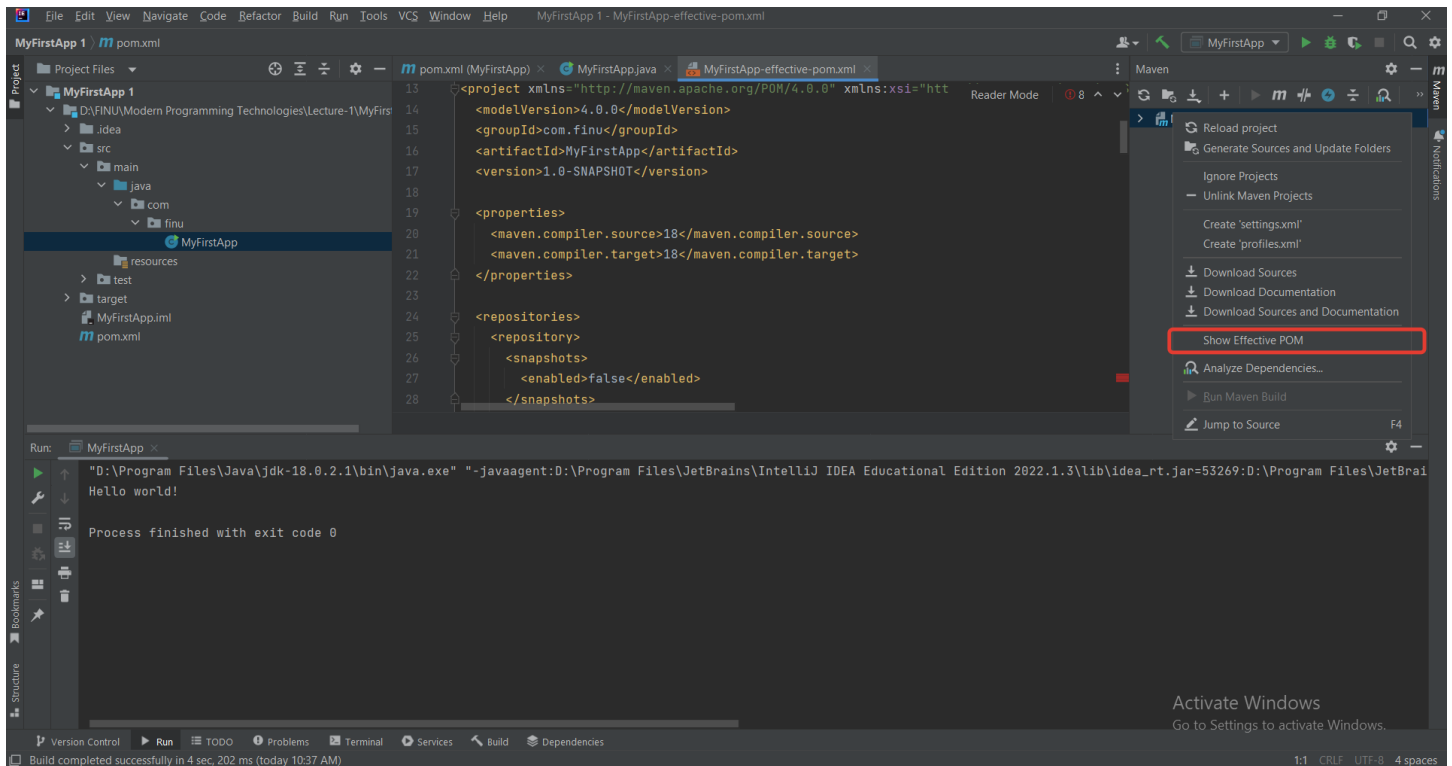 File Edit View Navigate Code Refactor Build Run Tools VCS Window Help MyFirstApp 1 - MyFirstApp-effective-pom.xml
MyFirstApp 1 pom.xml MyFirstApp
Project
Project Files
MyFirstApp 1
D:\FINU\Modern Programming Technologies\Lecture-1\MyFirs
.idea
src
main
java
com
finu
MyFirstApp
resources
test
target
MyFirstApp.iml
pom.xml
pom.xml (MyFirstApp) MyFirstApp.java MyFirstApp-effective-pom.xml
Reader Mode 8
13 <project xmlns="http://maven.apache.org/POM/4.0.0" xmlns:xsi="htt
14 <modelVersion>4.0.0</modelVersion>
15 <groupId>com.finu</groupId>
16 <artifactId>MyFirstApp</artifactId>
17 <version>1.0-SNAPSHOT</version>
18
19 <properties>
20 <maven.compiler.source>18</maven.compiler.source>
21 <maven.compiler.target>18</maven.compiler.target>
22 </properties>
23
24 <repositories>
25 <repository>
26 <snapshots>
27 <enabled>false</enabled>
28 </snapshots>
Maven
Reload project
Generate Sources and Update Folders
Ignore Projects
Unlink Maven Projects
Create 'settings.xml'
Create 'profiles.xml'
Download Sources
Download Documentation
Download Sources and Documentation
Show Effective POM
Analyze Dependencies...
Run Maven Build
Jump to Source F4
Maven
Notifications
Run: MyFirstApp
"D:\Program Files\Java\jdk-18.0.2.1\bin\java.exe" "-javaagent:D:\Program Files\JetBrains\IntelliJ IDEA Educational Edition 2022.1.3\lib\idea_rt.jar=53269:D:\Program Files\JetBrai
Hello world!
Process finished with exit code 0
Bookmarks
Structure
Activate Windows
Go to Settings to activate Windows.
Version Control Run TODO Problems Terminal Services Build Dependencies
Build completed successfully in 4 sec, 202 ms (today 10:37 AM) 1:1 CRLF UTF-8 4 spaces